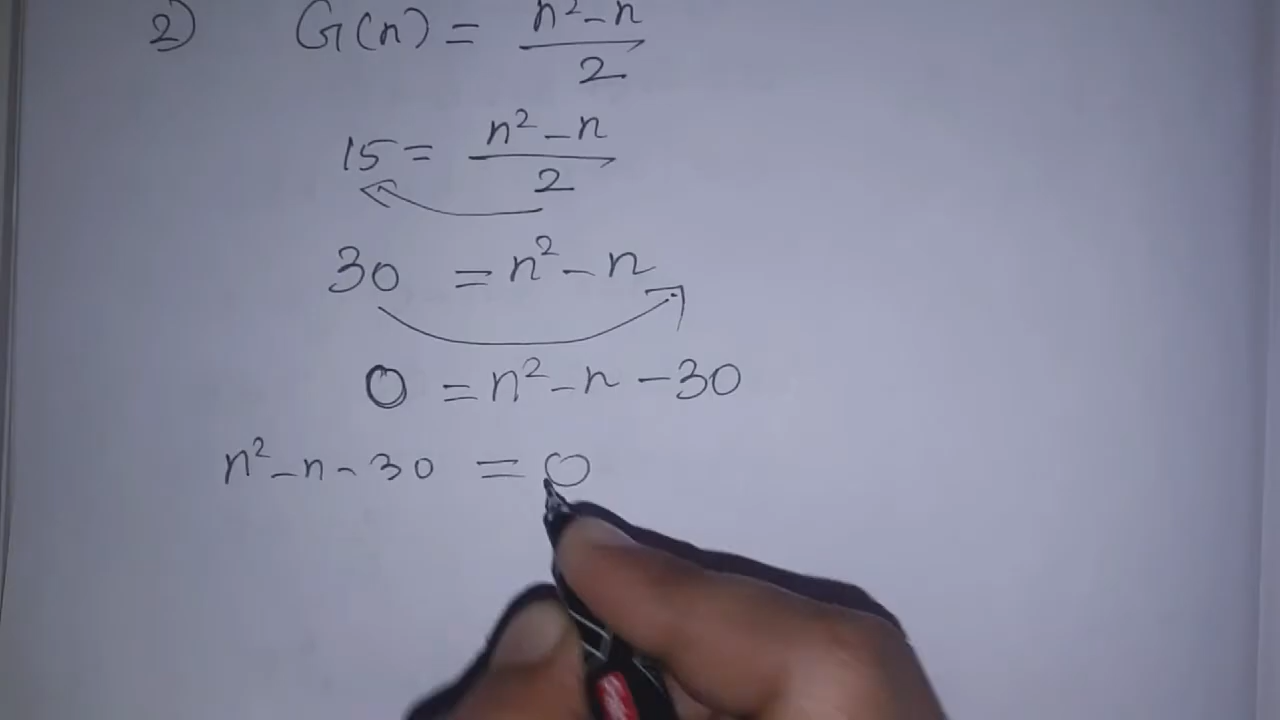 2) G(n) = n²-n / 2
15 = n²-n / 2
30 = n²-n
0 = n²-n-30
n²-n-30 = 0